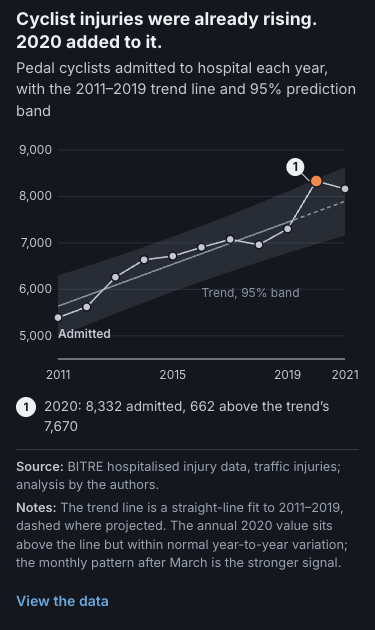 Cyclist injuries were already rising.
2020 added to it.
Pedal cyclists admitted to hospital each year,
with the 2011–2019 trend line and 95% prediction
band
9,000
1
8,000
7,000
6,000
Trend, 95% band
5,000
Admitted
2011 2015 2019 2021
1 2020: 8,332 admitted, 662 above the trend’s
7,670
Source: BITRE hospitalised injury data, traffic injuries;
analysis by the authors.
Notes: The trend line is a straight-line fit to 2011–2019,
dashed where projected. The annual 2020 value sits
above the line but within normal year-to-year variation;
the monthly pattern after March is the stronger signal.
View the data